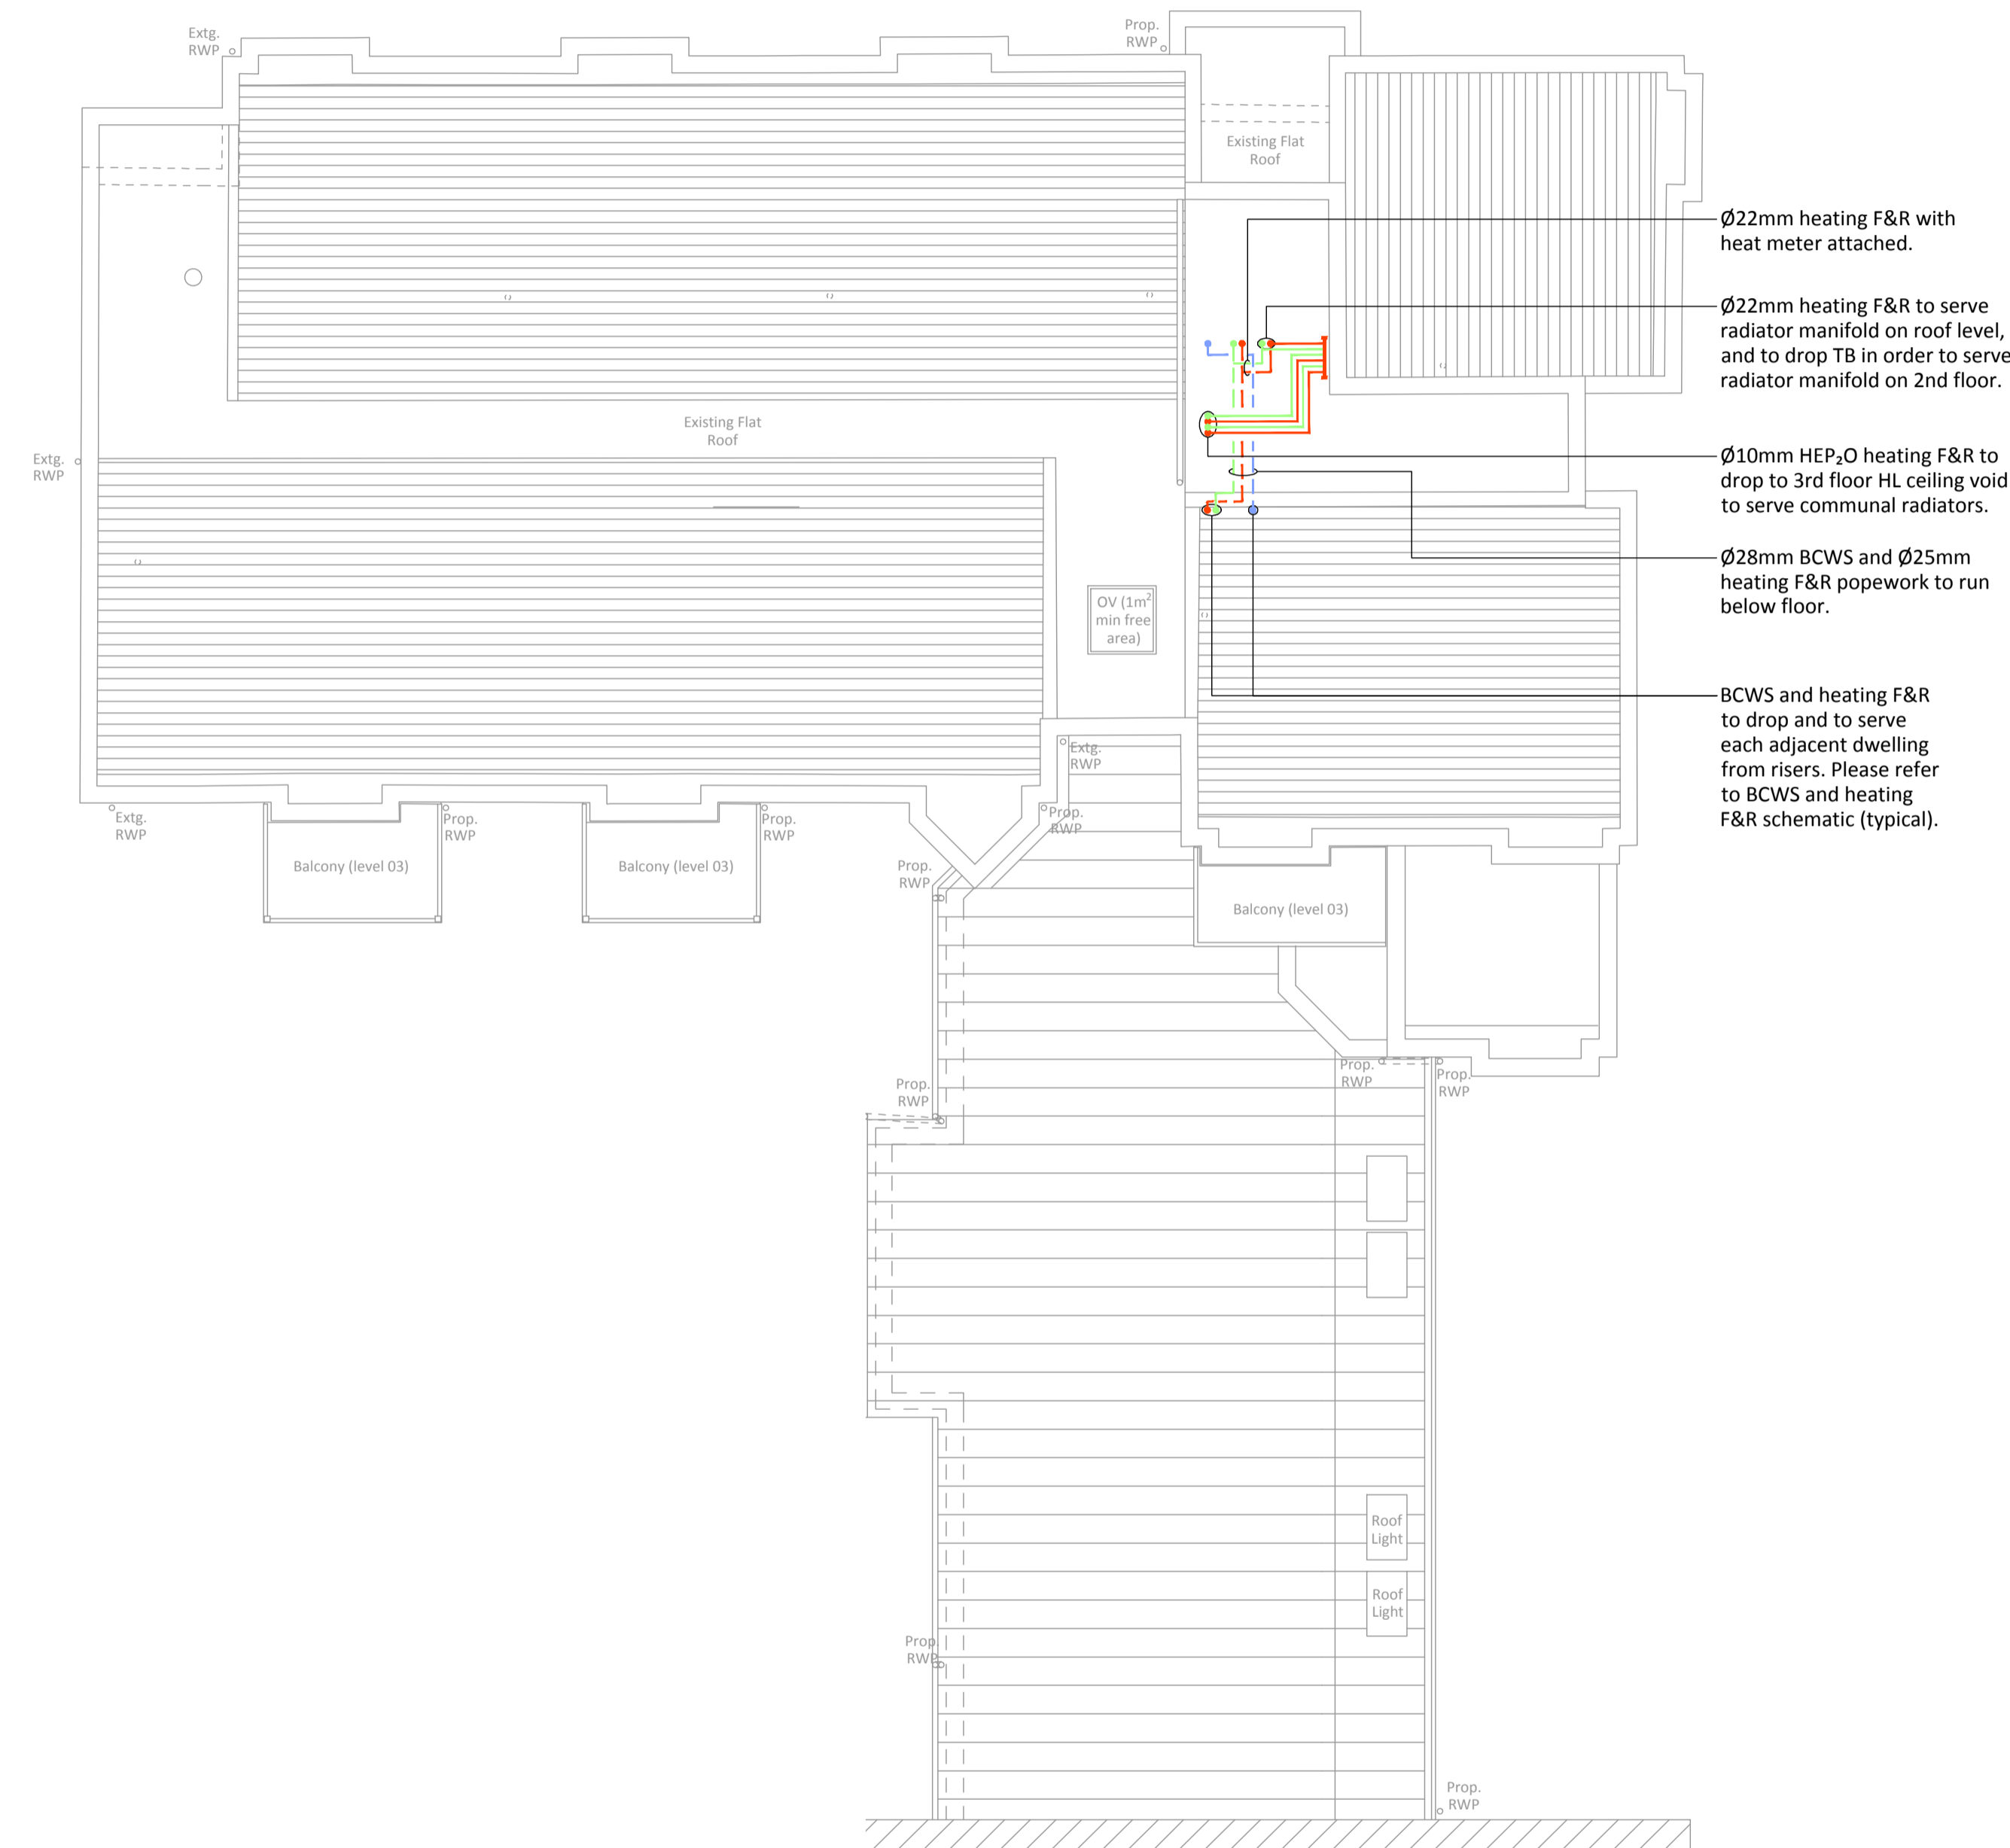 Extg.
RWP
Prop.
RWP
Existing Flat
Roof
Ø22mm heating F&R with
heat meter attached.
Ø22mm heating F&R to serve
radiator manifold on roof level,
and to drop TB in order to serve
radiator manifold on 2nd floor.
Existing Flat
Roof
Extg.
RWP
Ø10mm HEP₂O heating F&R to
drop to 3rd floor HL ceiling void
to serve communal radiators.
Ø28mm BCWS and Ø25mm
heating F&R popework to run
below floor.
OV (1m²
min free
area)
BCWS and heating F&R
to drop and to serve
each adjacent dwelling
from risers. Please refer
to BCWS and heating
F&R schematic (typical).
Extg.
RWP
Extg.
RWP
Prop.
RWP
Prop.
RWP
Prop.
RWP
Balcony (level 03)
Balcony (level 03)
Prop.
RWP
Balcony (level 03)
Prop.
RWP
Prop.
RWP
Prop.
RWP
Roof
Light
Roof
Light
Prop.
RWP
Prop.
RWP